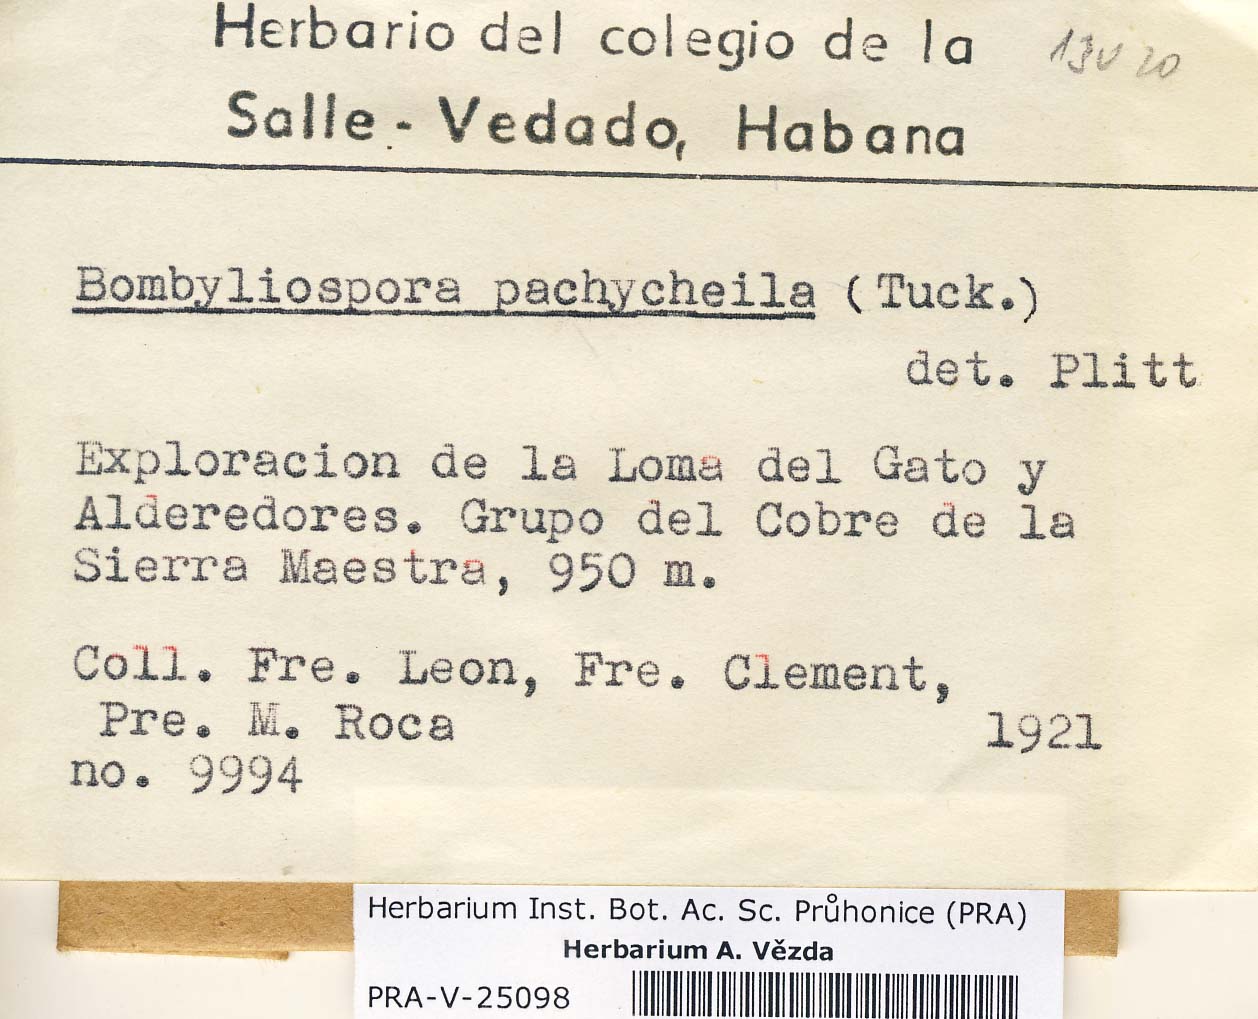 Herbario del colegio de la
Salle - Vedado, Habana
Bombyliospora pachycheila (Tuck.)
det. Plitt
Exploracion de la Loma del Gato y
Alderedores. Grupo del Cobre de la
Sierra Maestra, 950 m.
Coll. Fre. Leon, Fre. Clement,
Pre. M. Roca 1921
no. 9994
Herbarium Inst. Bot. Ac. Sc. Průhonice (PRA)
Herbarium A. Vězda
PRA-V-25098